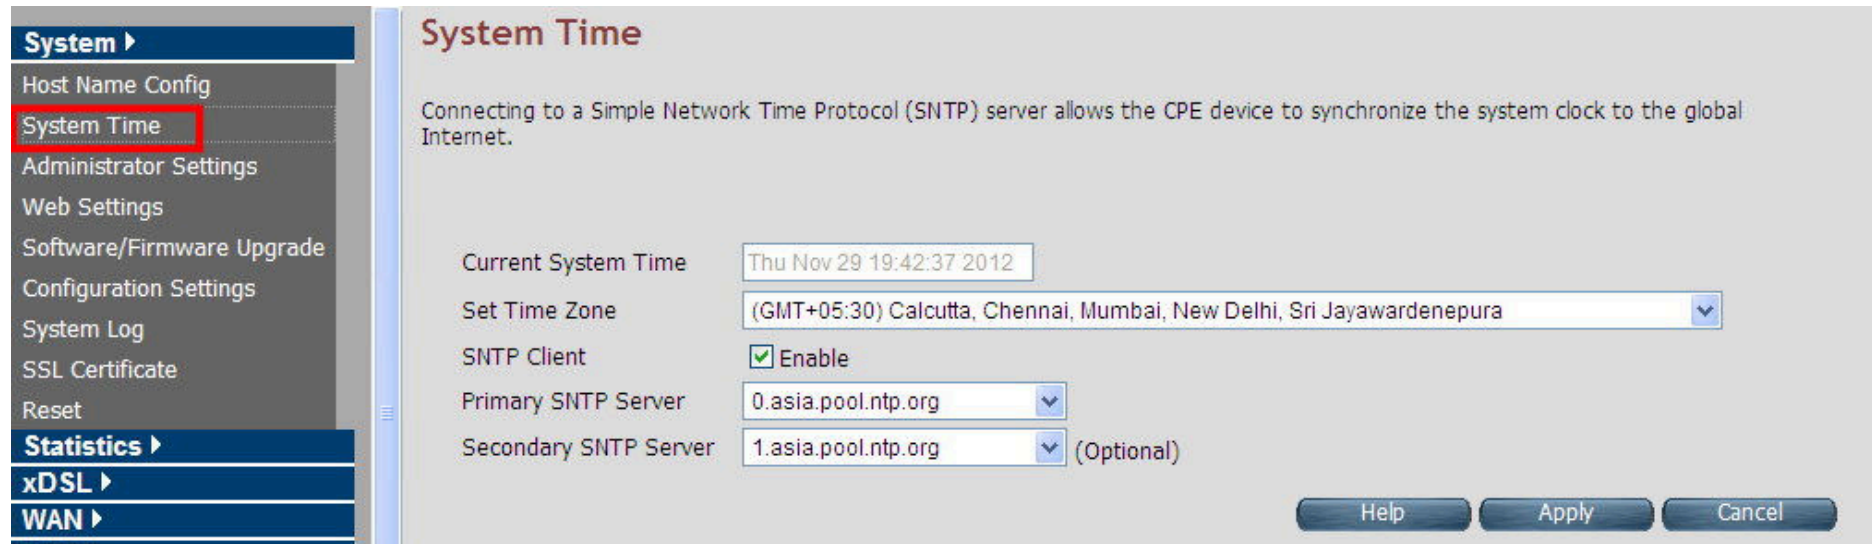 System
Host Name Config
System Time
Administrator Settings
Web Settings
Software/Firmware Upgrade
Configuration Settings
System Log
SSL Certificate
Reset
Statistics
xDSL
WAN
System Time
Connecting to a Simple Network Time Protocol (SNTP) server allows the CPE device to synchronize the system clock to the global
Internet.
Current System Time Thu Nov 29 19:42:37 2012
Set Time Zone (GMT+05:30) Calcutta, Chennai, Mumbai, New Delhi, Sri Jayawardenepura
SNTP Client Enable
Primary SNTP Server 0.asia.pool.ntp.org
Secondary SNTP Server 1.asia.pool.ntp.org (Optional)
Help Apply Cancel